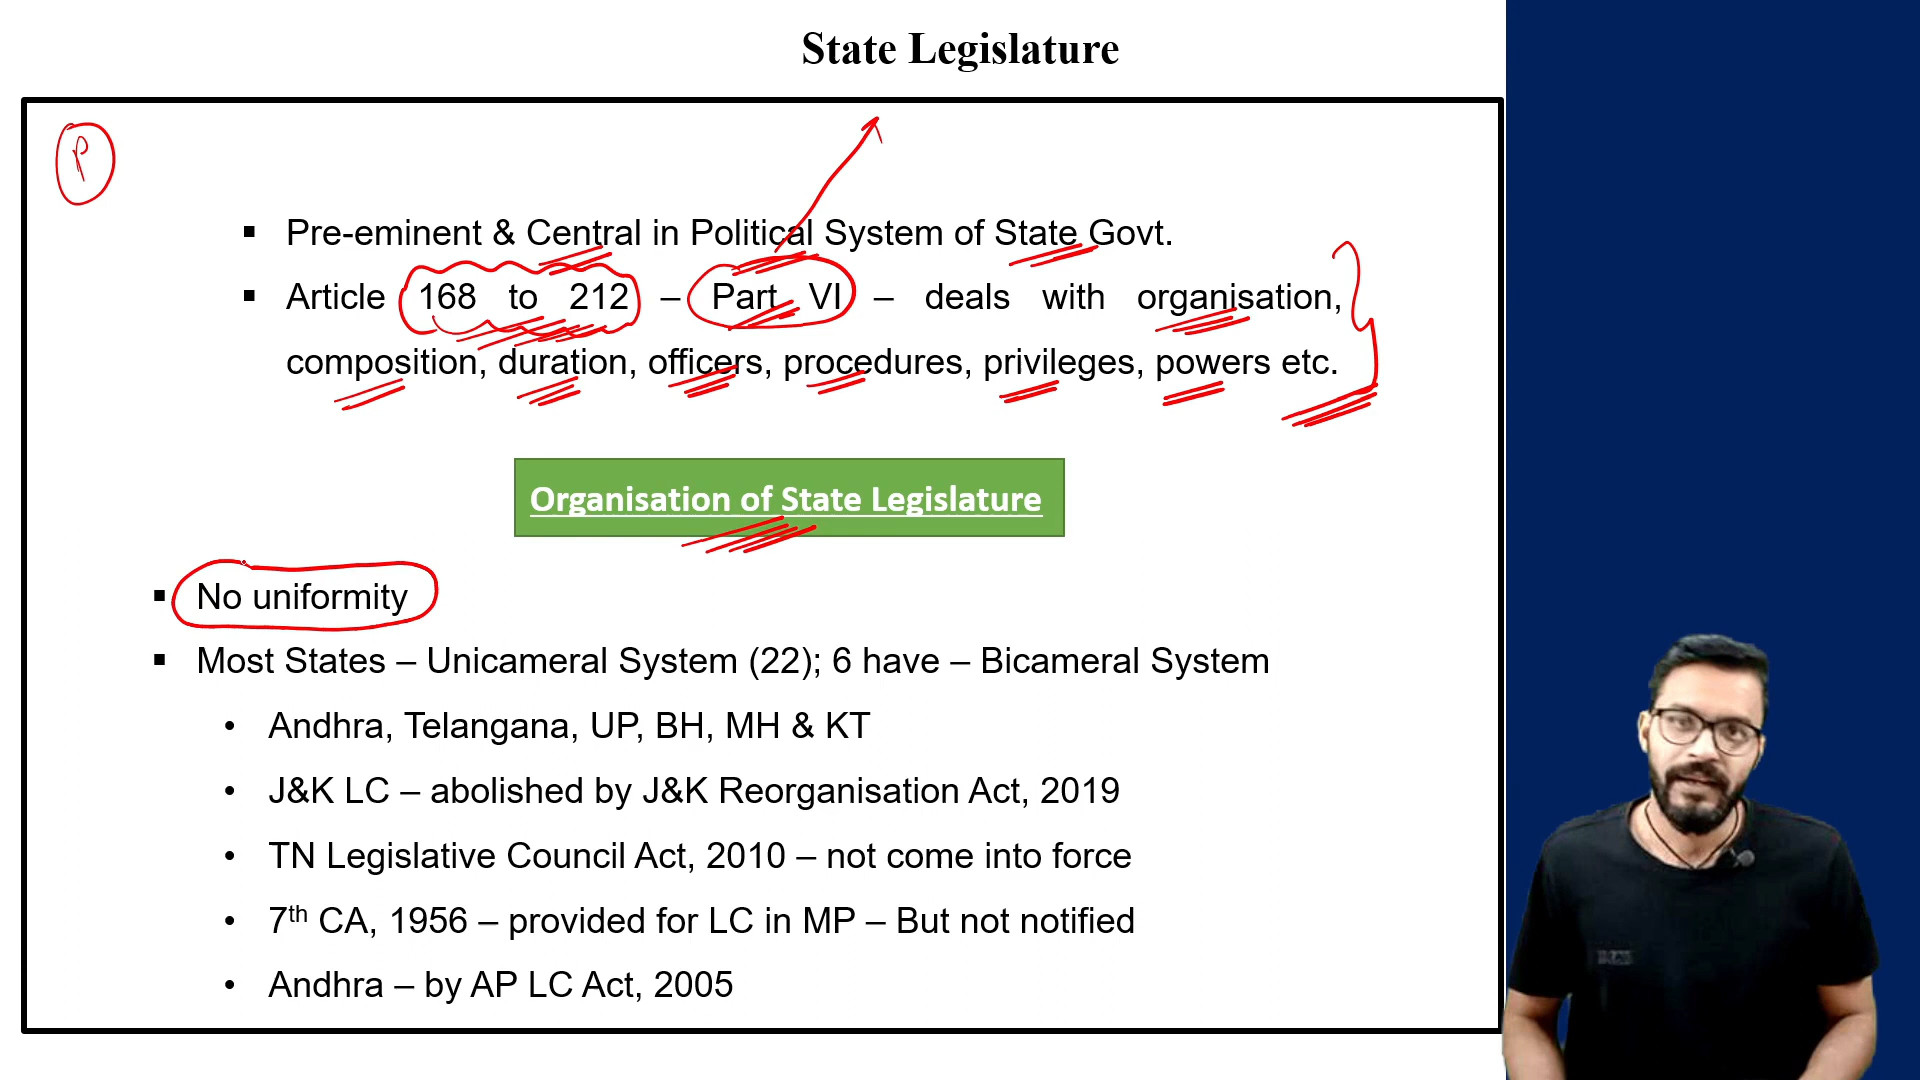 State Legislature
P
▪ Pre-eminent & Central in Political System of State Govt.
▪ Article 168 to 212 – Part VI – deals with organisation,
composition, duration, officers, procedures, privileges, powers etc.
Organisation of State Legislature
▪ No uniformity
▪ Most States – Unicameral System (22); 6 have – Bicameral System
• Andhra, Telangana, UP, BH, MH & KT
• J&K LC – abolished by J&K Reorganisation Act, 2019
• TN Legislative Council Act, 2010 – not come into force
• 7th CA, 1956 – provided for LC in MP – But not notified
• Andhra – by AP LC Act, 2005